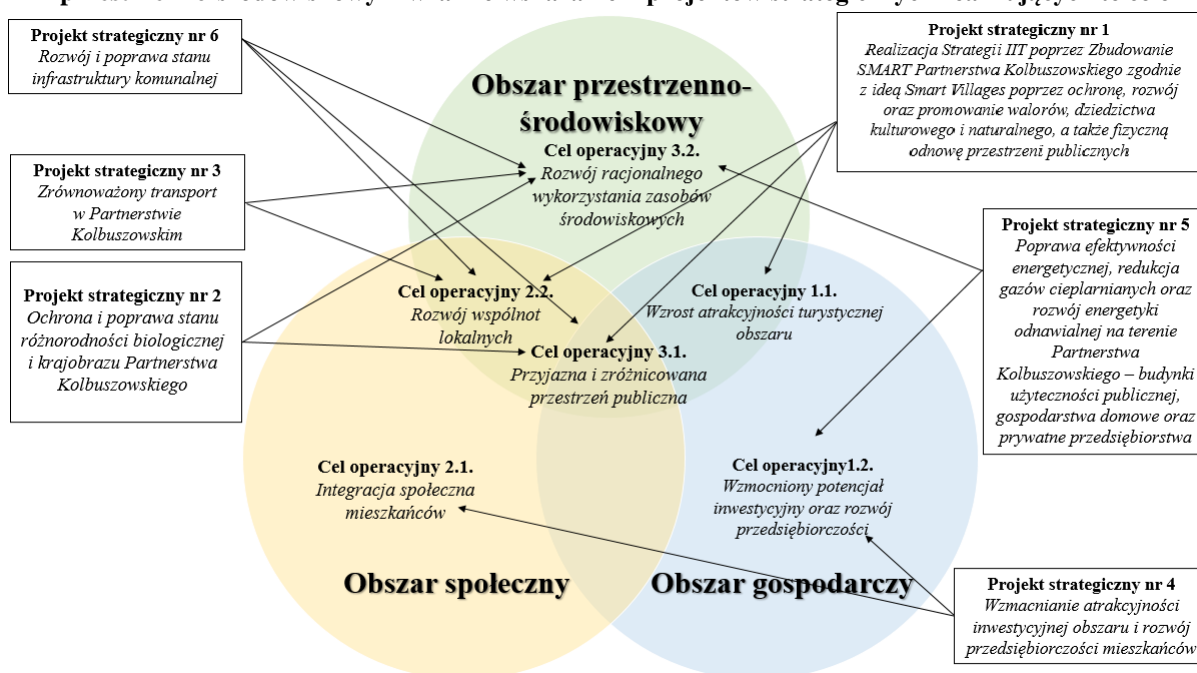 Projekt strategiczny nr 6
Rozwój i poprawa stanu
infrastruktury komunalnej
Projekt strategiczny nr 3
Zrównoważony transport
w Partnerstwie
Kolbuszowskim
Projekt strategiczny nr 2
Ochrona i poprawa stanu
różnorodności biologicznej
i krajobrazu Partnerstwa
Kolbuszowskiego
Obszar przestrzenno-
środowiskowy
Cel operacyjny 3.2.
Rozwój racjonalnego
wykorzystania zasobów
środowiskowych
Cel operacyjny 2.2.
Rozwój wspólnot
lokalnych
Cel operacyjny 1.1.
Wzrost atrakcyjności turystycznej
obszaru
Cel operacyjny 3.1.
Przyjazna i zróżnicowana
przestrzeń publiczna
Cel operacyjny 2.1.
Integracja społeczna
mieszkańców
Cel operacyjny1.2.
Wzmocniony potencjał
inwestycyjny oraz rozwój
przedsiębiorczości
Obszar społeczny
Obszar gospodarczy
Projekt strategiczny nr 1
Realizacja Strategii IIT poprzez Zbudowanie
SMART Partnerstwa Kolbuszowskiego zgodnie
z ideą Smart Villages poprzez ochronę, rozwój
oraz promowanie walorów, dziedzictwa
kulturowego i naturalnego, a także fizyczną
odnowę przestrzeni publicznych
Projekt strategiczny nr 5
Poprawa efektywności
energetycznej, redukcja
gazów cieplarnianych oraz
rozwój energetyki
odnawialnej na terenie
Partnerstwa
Kolbuszowskiego – budynki
użyteczności publicznej,
gospodarstwa domowe oraz
prywatne przedsiębiorstwa
Projekt strategiczny nr 4
Wzmacnianie atrakcyjności
inwestycyjnej obszaru i rozwój
przedsiębiorczości mieszkańców